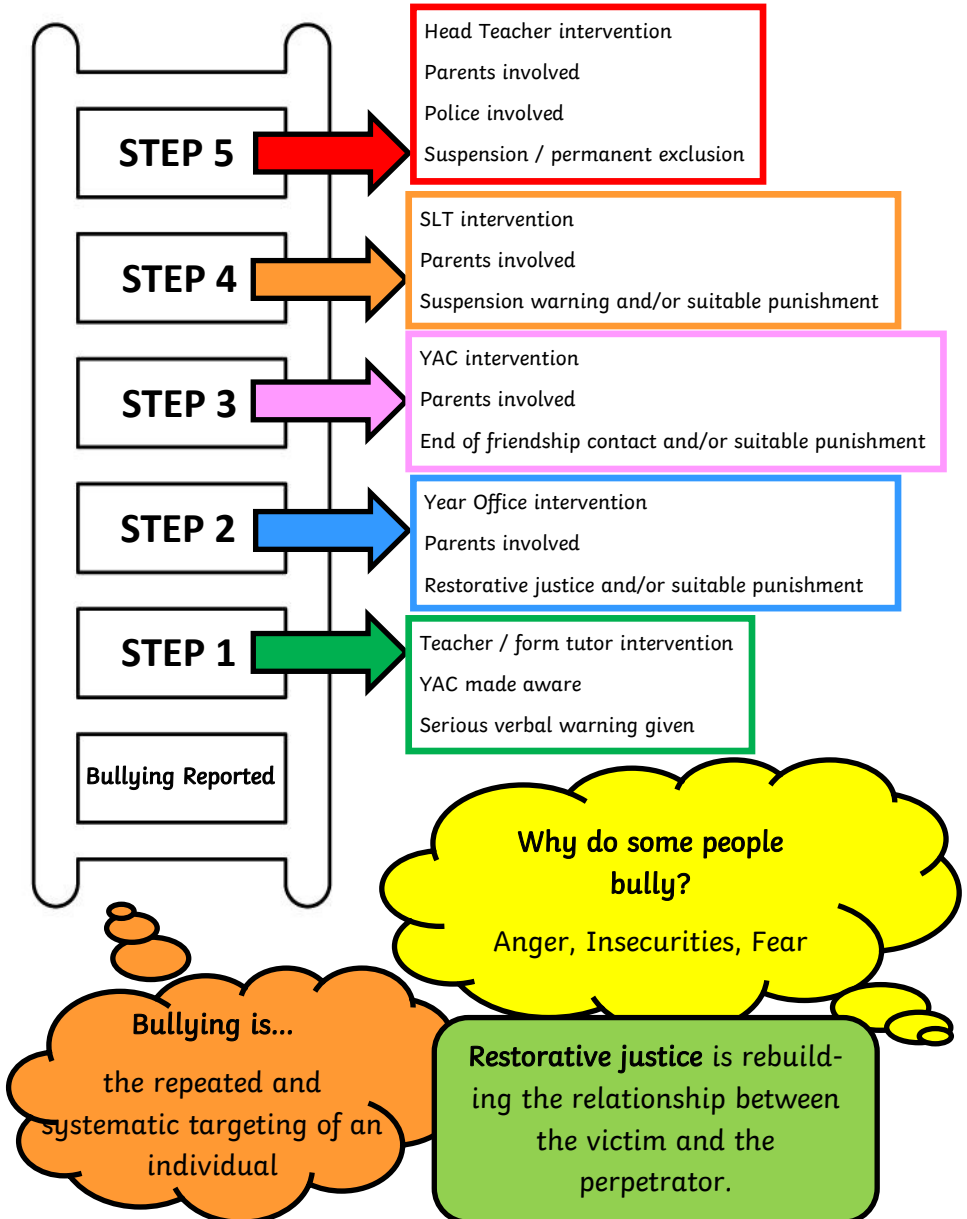 STEP 5
Head Teacher intervention
Parents involved
Police involved
Suspension / permanent exclusion
STEP 4
SLT intervention
Parents involved
Suspension warning and/or suitable punishment
STEP 3
YAC intervention
Parents involved
End of friendship contact and/or suitable punishment
STEP 2
Year Office intervention
Parents involved
Restorative justice and/or suitable punishment
STEP 1
Teacher / form tutor intervention
YAC made aware
Serious verbal warning given
Bullying Reported
Why do some people
bully?
Anger, Insecurities, Fear
Bullying is...
the repeated and
systematic targeting of an
individual
Restorative justice is rebuild-
ing the relationship between
the victim and the
perpetrator.